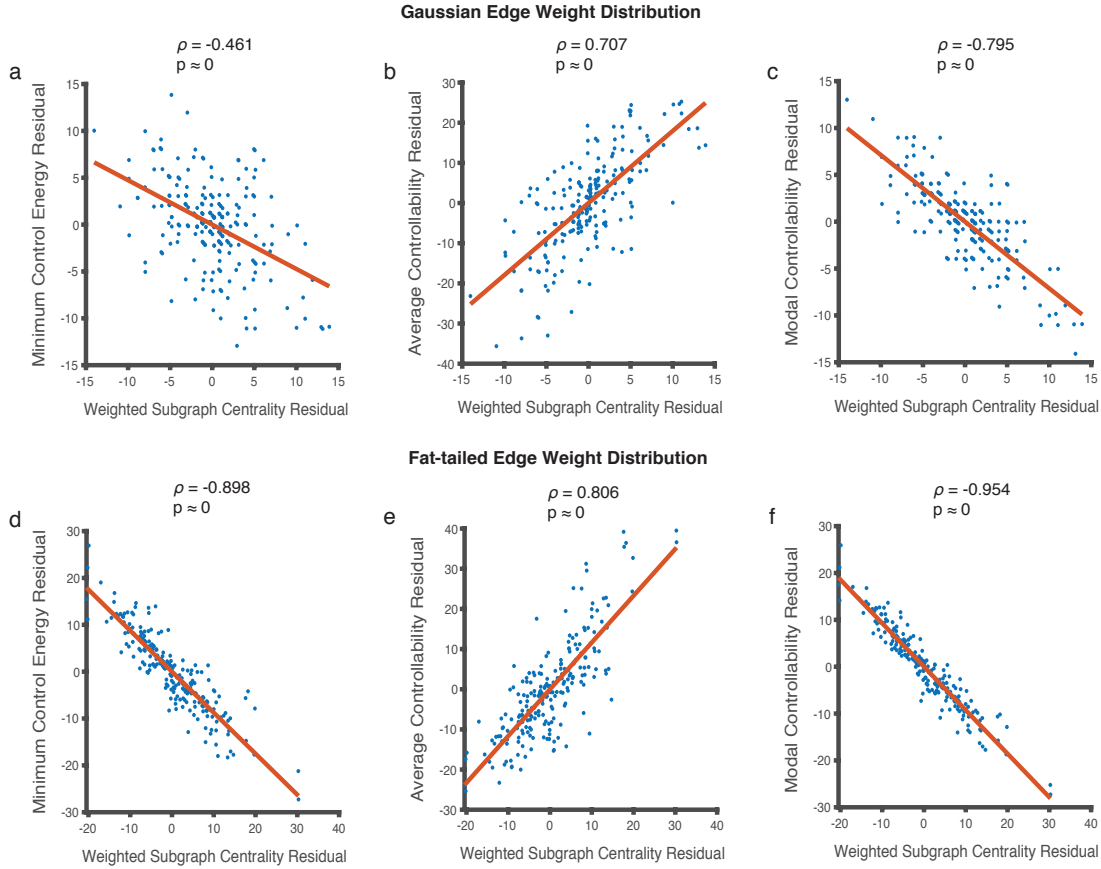 Gaussian Edge Weight Distribution
a
ρ = -0.461
p ≈ 0
Minimum Control Energy Residual
15
10
5
0
-5
-10
-15
-15 -10 -5 0 5 10 15
Weighted Subgraph Centrality Residual
b
ρ = 0.707
p ≈ 0
Average Controllability Residual
30
20
10
0
-10
-20
-30
-40
-15 -10 -5 0 5 10 15
Weighted Subgraph Centrality Residual
c
ρ = -0.795
p ≈ 0
Modal Controllability Residual
15
10
5
0
-5
-10
-15
-15 -10 -5 0 5 10 15
Weighted Subgraph Centrality Residual
Fat-tailed Edge Weight Distribution
d
ρ = -0.898
p ≈ 0
Minimum Control Energy Residual
30
20
10
0
-10
-20
-30
-20 -10 0 10 20 30 40
Weighted Subgraph Centrality Residual
e
ρ = 0.806
p ≈ 0
Average Controllability Residual
40
30
20
10
0
-10
-20
-30
-20 -10 0 10 20 30 40
Weighted Subgraph Centrality Residual
f
ρ = -0.954
p ≈ 0
Modal Controllability Residual
30
20
10
0
-10
-20
-30
-20 -10 0 10 20 30 40
Weighted Subgraph Centrality Residual